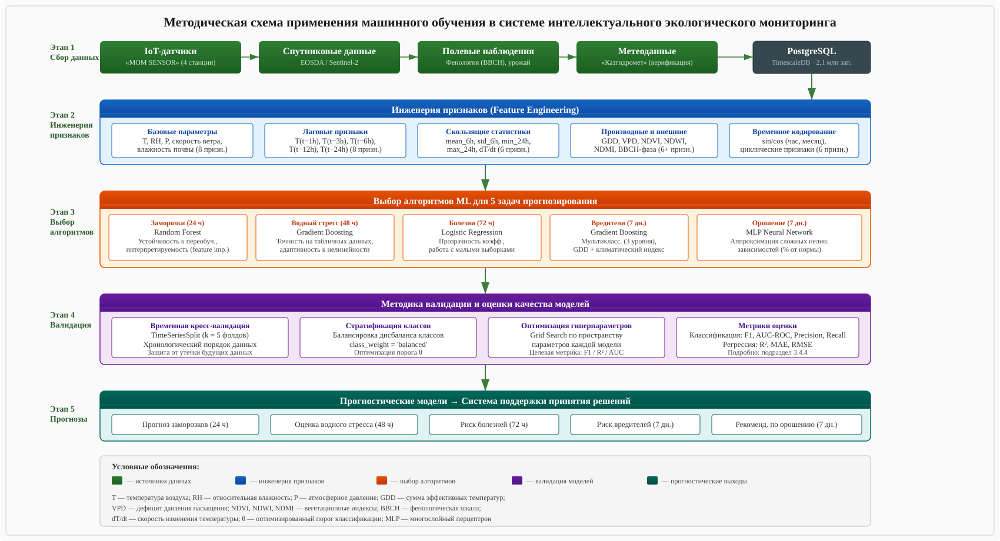 Методическая схема применения машинного обучения в системе интеллектуального экологического мониторинга
Этап 1
Сбор данных
IoT-датчики
«МОМ SENSOR» (4 станции)
Спутниковые данные
EOSDA / Sentinel-2
Полевые наблюдения
Фенология (BBCH), урожай
Метеоданные
«Казгидромет» (верификация)
PostgreSQL
TimescaleDB · 2,1 млн зап.
Этап 2
Инженерия
признаков
Инженерия признаков (Feature Engineering)
Базовые параметры
T, RH, P, скорость ветра,
влажность почвы (8 призн.)
Лаговые признаки
T(t−1h), T(t−3h), T(t−6h),
T(t−12h), T(t−24h) (8 призн.)
Скользящие статистики
mean_6h, std_6h, min_24h,
max_24h, dT/dt (6 призн.)
Производные и внешние
GDD, VPD, NDVI, NDWI,
NDMI, BBCH-фаза (6+ призн.)
Временное кодирование
sin/cos (час, месяц),
циклические признаки (6 призн.)
Этап 3
Выбор
алгоритмов
Выбор алгоритмов ML для 5 задач прогнозирования
Заморозки (24 ч)
Random Forest
Устойчивость к переобуч.,
интерпретируемость (feature imp.)
Водный стресс (48 ч)
Gradient Boosting
Точность на табличных данных,
адаптивность к нелинейности
Болезни (72 ч)
Logistic Regression
Прозрачность коэфф.,
работа с малыми выборками
Вредители (7 дн.)
Gradient Boosting
Мультикласс. (3 уровня),
GDD + климатический индекс
Орошение (7 дн.)
MLP Neural Network
Аппроксимация сложных нелин.
зависимостей (% от нормы)
Этап 4
Валидация
Методика валидации и оценки качества моделей
Временная кросс-валидация
TimeSeriesSplit (k = 5 фолдов)
Хронологический порядок данных
Защита от утечки будущих данных
Стратификация классов
Балансировка дисбаланса классов
class_weight = 'balanced'
Оптимизация порога θ
Оптимизация гиперпараметров
Grid Search по пространству
параметров каждой модели
Целевая метрика: F1 / R² / AUC
Метрики оценки
Классификация: F1, AUC-ROC, Precision, Recall
Регрессия: R², MAE, RMSE
Подробно: подраздел 3.4.4
Этап 5
Прогнозы
Прогностические модели → Система поддержки принятия решений
Прогноз заморозков (24 ч)
Оценка водного стресса (48 ч)
Риск болезней (72 ч)
Риск вредителей (7 дн.)
Рекоменд. по орошению (7 дн.)
Условные обозначения:
— источники данных
— инженерия признаков
— выбор алгоритмов
— валидация моделей
— прогностические выходы
T — температура воздуха; RH — относительная влажность; P — атмосферное давление; GDD — сумма эффективных температур;
VPD — дефицит давления насыщения; NDVI, NDWI, NDMI — вегетационные индексы; BBCH — фенологическая шкала;
dT/dt — скорость изменения температуры; θ — оптимизированный порог классификации; MLP — многослойный перцептрон